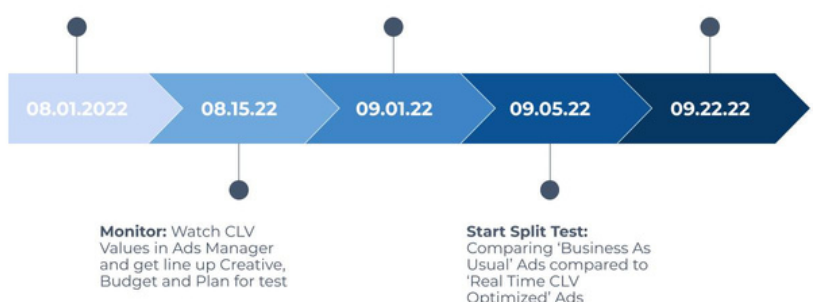 08.01.2022
08.15.22
09.01.22
09.05.22
09.22.22
Monitor: Watch CLV
Values in Ads Manager
and get line up Creative,
Budget and Plan for test
Start Split Test:
Comparing ‘Business As
Usual’ Ads compared to
‘Real Time CLV
Optimized’ Ads